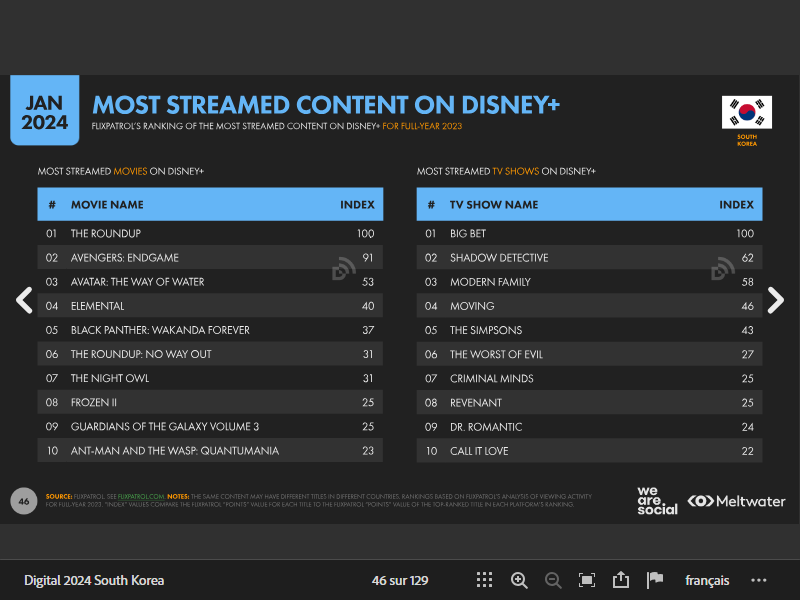 JAN
2024
MOST STREAMED CONTENT ON DISNEY+
FLIXPATROL'S RANKING OF THE MOST STREAMED CONTENT ON DISNEY+ FOR FULL-YEAR 2023
SOUTH
KOREA
MOST STREAMED MOVIES ON DISNEY+
# MOVIE NAME INDEX
01 THE ROUNDUP 100
02 AVENGERS: ENDGAME 91
03 AVATAR: THE WAY OF WATER 53
04 ELEMENTAL 40
05 BLACK PANTHER: WAKANDA FOREVER 37
06 THE ROUNDUP: NO WAY OUT 31
07 THE NIGHT OWL 31
08 FROZEN II 25
09 GUARDIANS OF THE GALAXY VOLUME 3 25
10 ANT-MAN AND THE WASP: QUANTUMANIA 23
MOST STREAMED TV SHOWS ON DISNEY+
# TV SHOW NAME INDEX
01 BIG BET 100
02 SHADOW DETECTIVE 62
03 MODERN FAMILY 58
04 MOVING 46
05 THE SIMPSONS 43
06 THE WORST OF EVIL 27
07 CRIMINAL MINDS 25
08 REVENANT 25
09 DR. ROMANTIC 24
10 CALL IT LOVE 22
46
SOURCE: FLIXPATROL. SEE FLIXPATROL.COM. NOTES: THE SAME CONTENT MAY HAVE DIFFERENT TITLES IN DIFFERENT COUNTRIES. RANKINGS BASED ON FLIXPATROL'S ANALYSIS OF VIEWING ACTIVITY
FOR FULL-YEAR 2023. "INDEX" VALUES COMPARE THE FLIXPATROL "POINTS" VALUE FOR EACH TITLE TO THE FLIXPATROL "POINTS" VALUE OF THE TOP-RANKED TITLE IN EACH PLATFORM'S RANKING.
we
are
social
Meltwater
Digital 2024 South Korea
46 sur 129
français